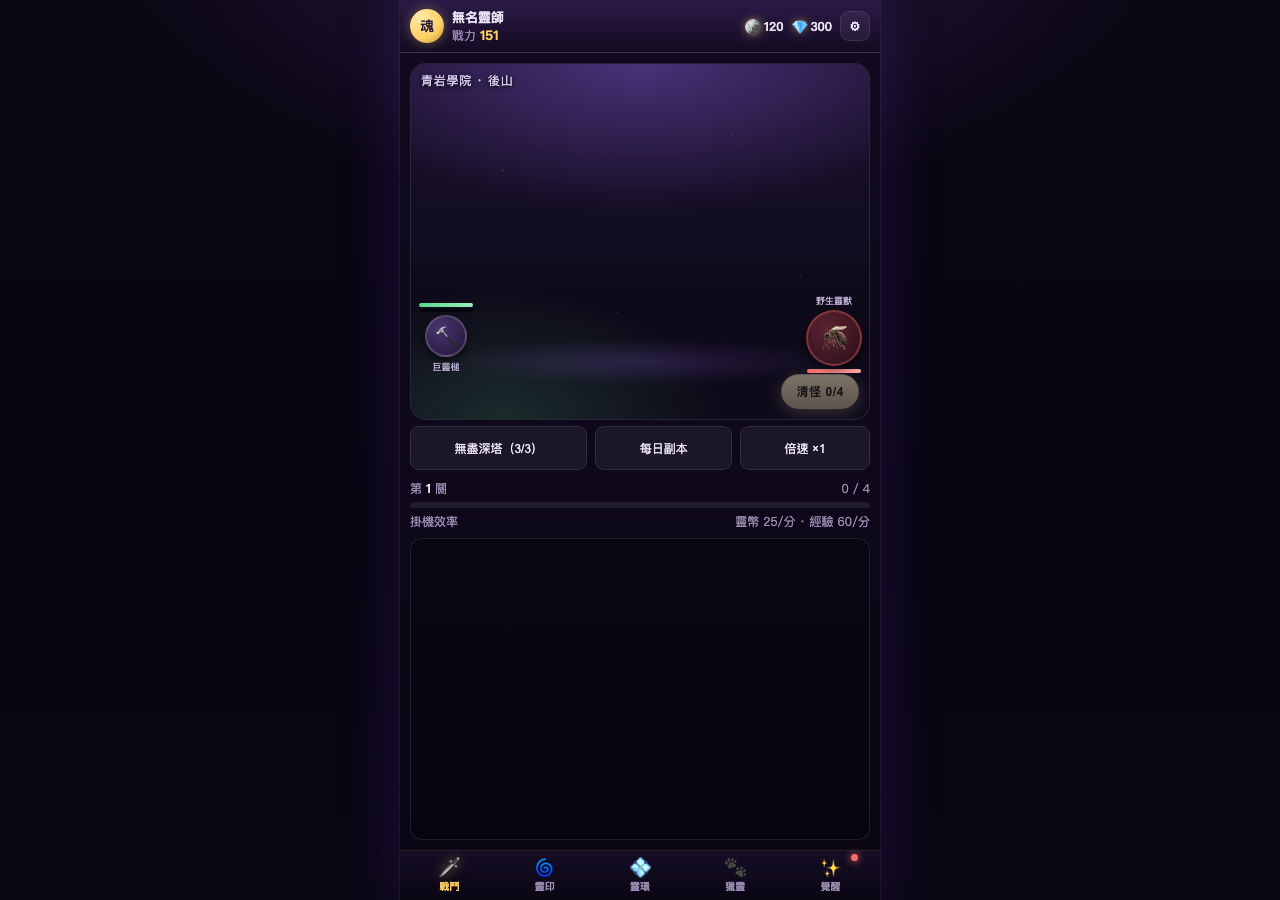 魂
無名靈師
戰力 151
120
300
青岩學院 · 後山
野生靈獸
巨靈槌
清怪 0/4
無盡深塔（3/3）
每日副本
倍速 ×1
第 1 關
0 / 4
掛機效率
靈幣 25/分 · 經驗 60/分
戰鬥
靈印
靈環
獵靈
覺醒